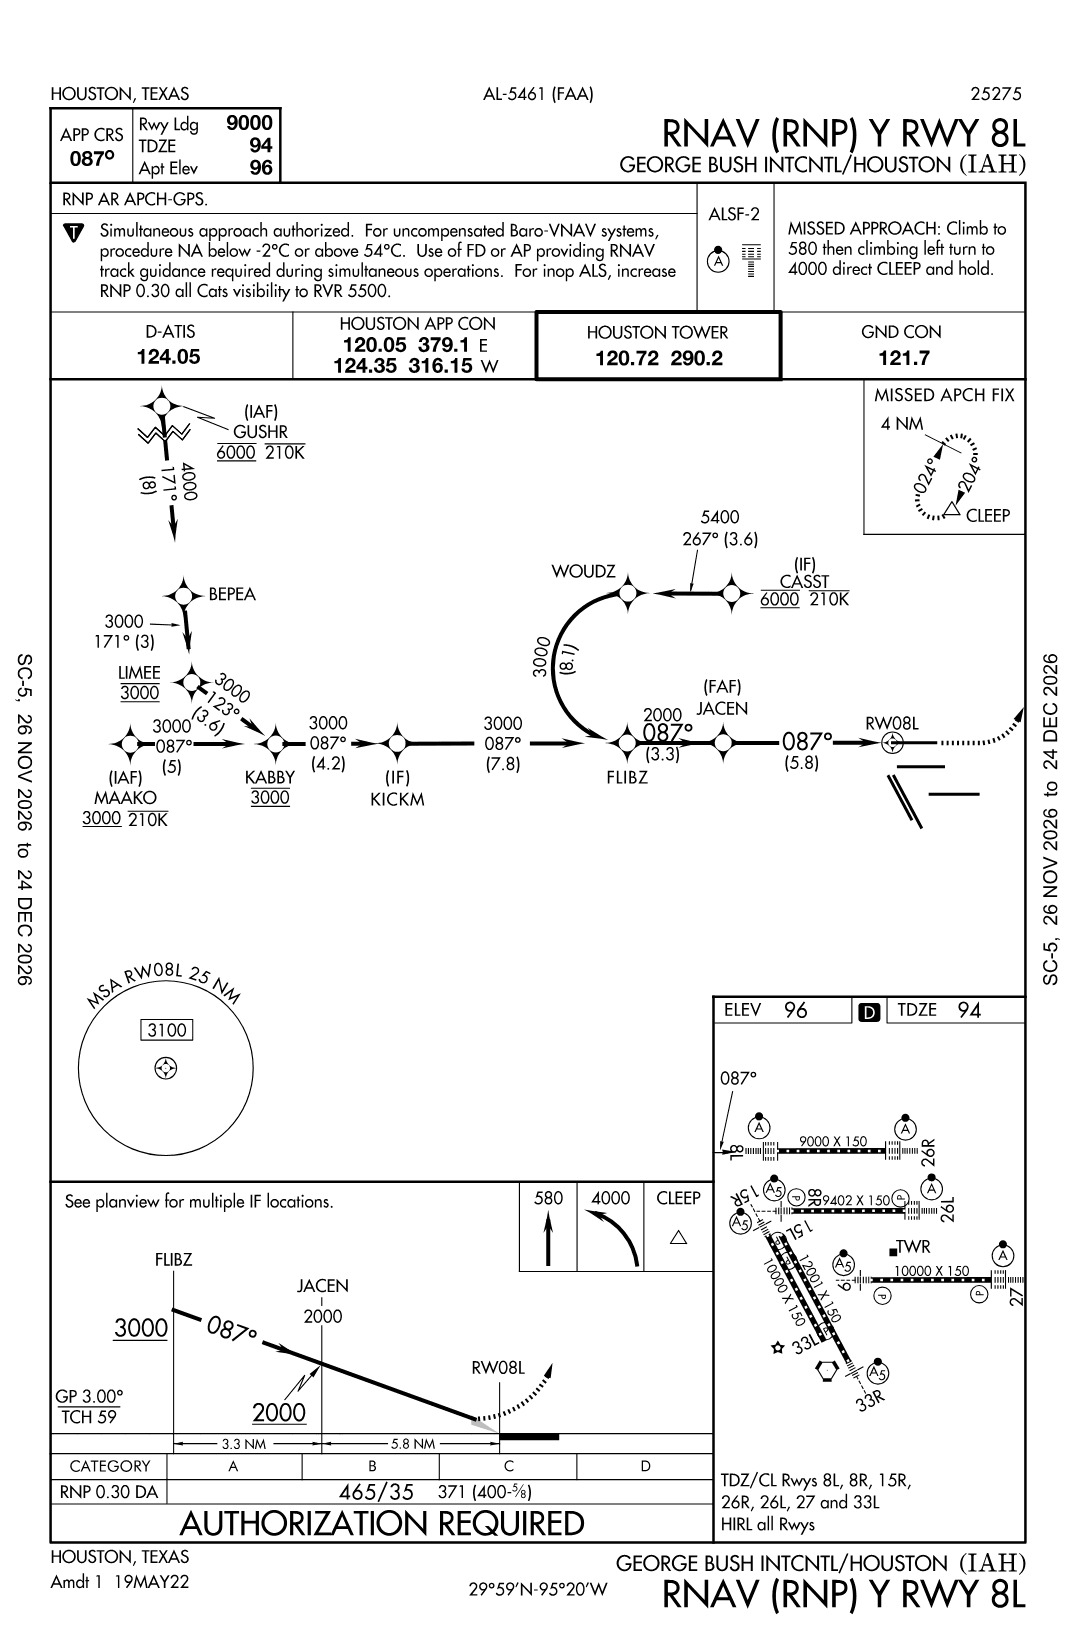 HOUSTON, TEXAS
AL-5461 (FAA)
25275
APP CRS
087°
Rwy Ldg 9000
TDZE 94
Apt Elev 96
RNAV (RNP) Y RWY 8L
GEORGE BUSH INTCNTL/HOUSTON (IAH)
RNP AR APCH-GPS.
T
Simultaneous approach authorized. For uncompensated Baro-VNAV systems,
procedure NA below -2°C or above 54°C. Use of FD or AP providing RNAV
track guidance required during simultaneous operations. For inop ALS, increase
RNP 0.30 all Cats visibility to RVR 5500.
ALSF-2
A
MISSED APPROACH: Climb to
580 then climbing left turn to
4000 direct CLEEP and hold.
D-ATIS
124.05
HOUSTON APP CON
120.05 379.1 E
124.35 316.15 W
HOUSTON TOWER
120.72 290.2
GND CON
121.7
(IAF)
GUSHR
6000 210K
4000
171°
(8)
MISSED APCH FIX
4 NM
024°
204°
CLEEP
BEPEA
3000
171° (3)
LIMEE
3000
3000
123°
(3.6)
WOUDZ
5400
267° (3.6)
(IF)
CASST
6000 210K
3000
(8.1)
3000
087°
(5)
(IAF)
MAAKO
3000 210K
KABBY
3000
3000
087°
(4.2)
(IF)
KICKM
3000
087°
(7.8)
FLIBZ
2000
087°
(3.3)
(FAF)
JACEN
087°
(5.8)
RW08L
SC-5, 26 NOV 2026 to 24 DEC 2026
SC-5, 26 NOV 2026 to 24 DEC 2026
MSA RW08L 25 NM
3100
ELEV 96
D
TDZE 94
087°
A
8L
9000 X 150
A
26R
15R
A5
A5
P
8R
9402 X 150
P
A
26L
15L
P
P
10000 X 150
12001 X 150
P
TWR
A5
9
10000 X 150
P
P
A
27
33L
A5
33R
TDZ/CL Rwys 8L, 8R, 15R,
26R, 26L, 27 and 33L
HIRL all Rwys
See planview for multiple IF locations.
580
4000
CLEEP
FLIBZ
3000
087°
JACEN
2000
2000
RW08L
GP 3.00°
TCH 59
3.3 NM
5.8 NM
CATEGORY A B C D
RNP 0.30 DA 465/35 371 (400-⅝)
AUTHORIZATION REQUIRED
HOUSTON, TEXAS
Amdt 1 19MAY22
29°59'N-95°20'W
GEORGE BUSH INTCNTL/HOUSTON (IAH)
RNAV (RNP) Y RWY 8L